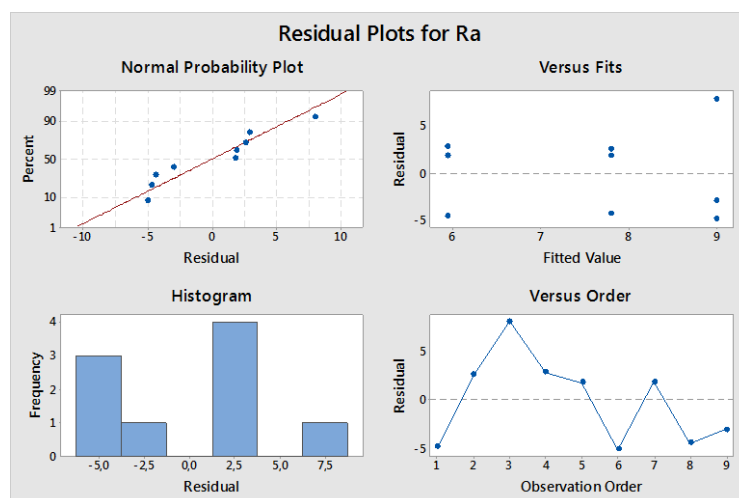 Residual Plots for Ra
Normal Probability Plot
99
90
50
10
1
Percent
-10 -5 0 5 10
Residual
Versus Fits
5
0
-5
Residual
6 7 8 9
Fitted Value
Histogram
4
3
2
1
0
Frequency
-5,0 -2,5 0,0 2,5 5,0 7,5
Residual
Versus Order
5
0
-5
Residual
1 2 3 4 5 6 7 8 9
Observation Order